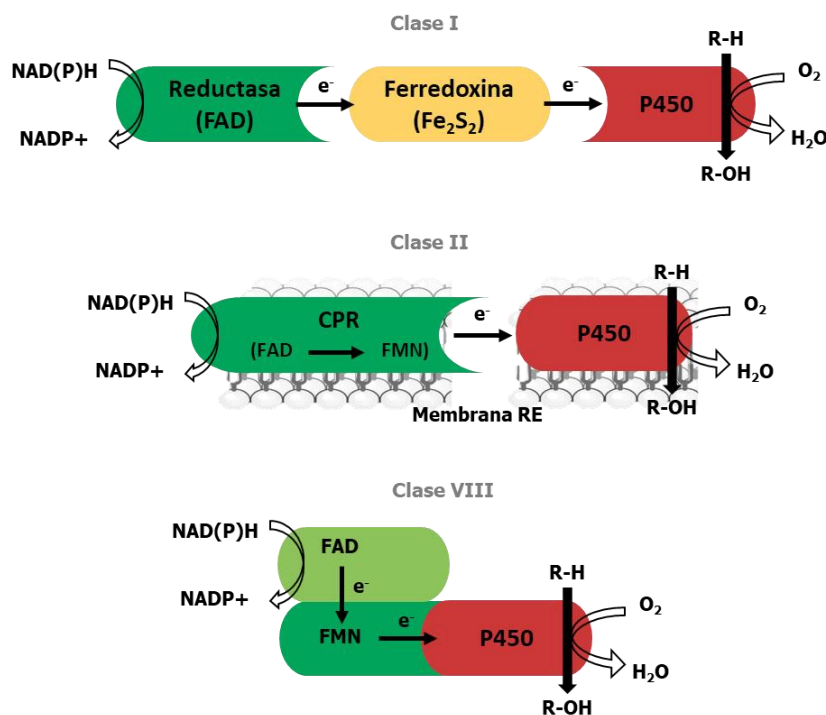 Clase I
R-H
NAD(P)H
Reductasa
(FAD)
e-
Ferredoxina
(Fe₂S₂)
e-
P450
O₂
NADP+
H₂O
R-OH
Clase II
R-H
NAD(P)H
CPR
(FAD
FMN)
e-
P450
O₂
NADP+
H₂O
Membrana RE
R-OH
Clase VIII
NAD(P)H
FAD
e-
NADP+
R-H
FMN
e-
P450
O₂
H₂O
R-OH